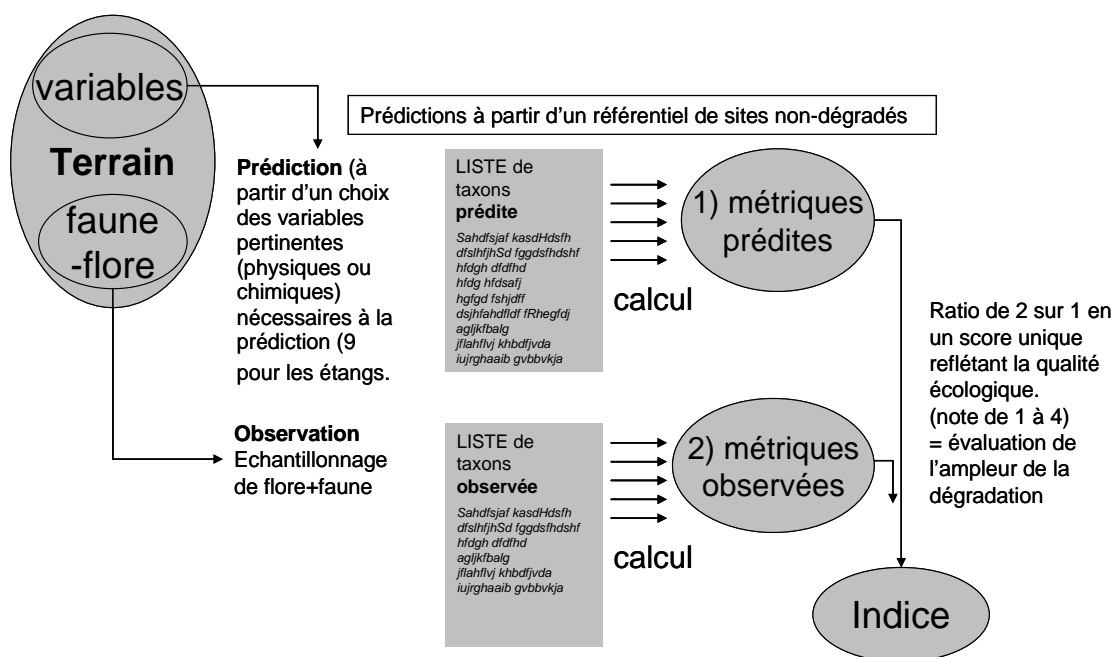 variables
Terrain
faune
-flore
Prédictions à partir d'un référentiel de sites non-dégradés
Prédiction (à
partir d'un choix
des variables
pertinentes
(physiques ou
chimiques)
nécessaires à la
prédiction (9
pour les étangs.
LISTE de
taxons
prédite
Sahdfsjaf kasdHdsfh
dfslhfjhSd fggdsfhdshf
hfdgh dfdfhd
hfdg hfdsafj
hgfgd fshjdff
dsjhfahdfldf fRhegfdj
agljkfbalg
jflahflvj khbdfjvda
iujrghaaib gvbbvkja
calcul
1) métriques
prédites
Observation
Echantillonnage
de flore+faune
LISTE de
taxons
observée
Sahdfsjaf kasdHdsfh
dfslhfjhSd fggdsfhdshf
hfdgh dfdfhd
agljkfbalg
jflahflvj khbdfjvda
iujrghaaib gvbbvkja
calcul
2) métriques
observées
Ratio de 2 sur 1 en
un score unique
reflétant la qualité
écologique.
(note de 1 à 4)
= évaluation de
l'ampleur de la
dégradation
Indice